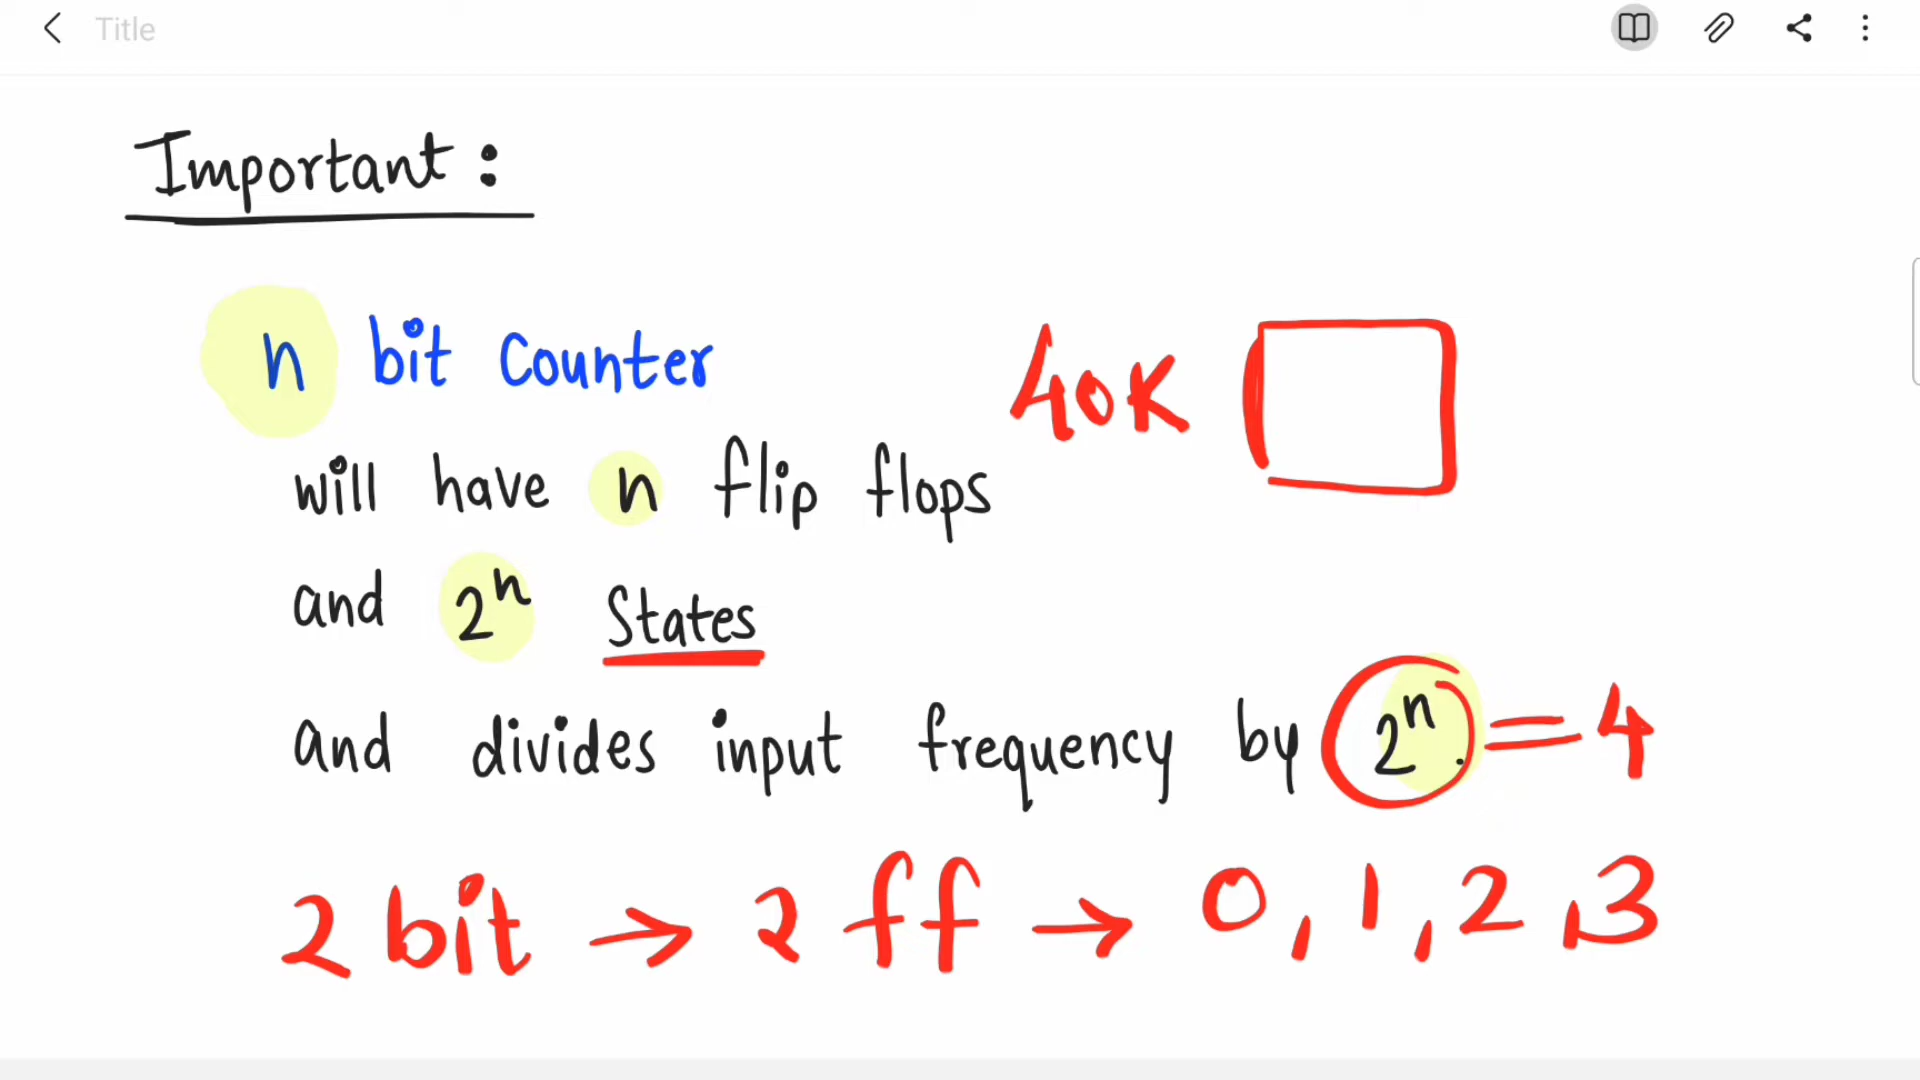 Title
Important :
n bit counter
40K
will have n flip flops
and 2ⁿ States
and divides input frequency by 2ⁿ. = 4
2 bit → 2 ff → 0, 1, 2, 3